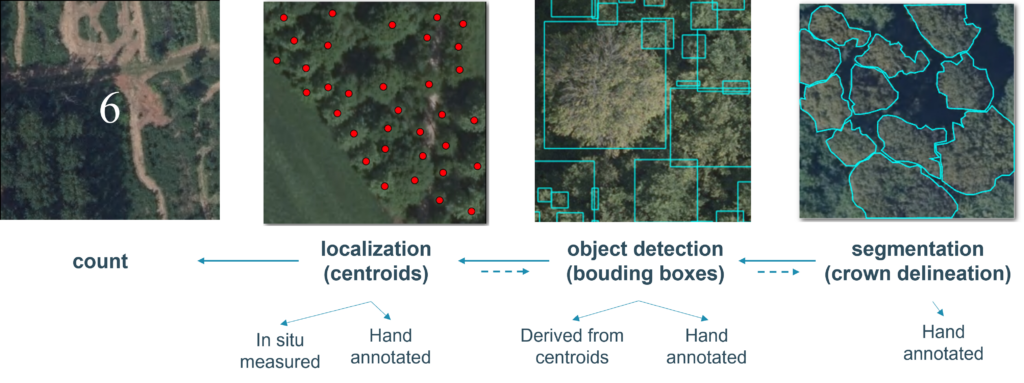 6
count
localization
(centroids)
object detection
(bouding boxes)
segmentation
(crown delineation)
In situ
measured
Hand
annotated
Derived from
centroids
Hand
annotated
Hand
annotated